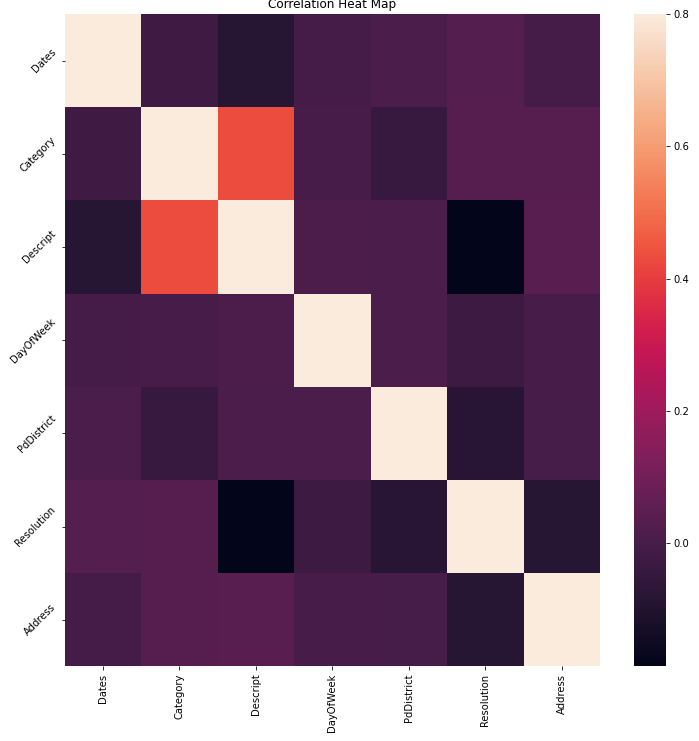 Correlation Heat Map
Dates
Category
Descript
DayOfWeek
PdDistrict
Resolution
Address
Dates
Category
Descript
DayOfWeek
PdDistrict
Resolution
Address
0.8
0.6
0.4
0.2
0.0